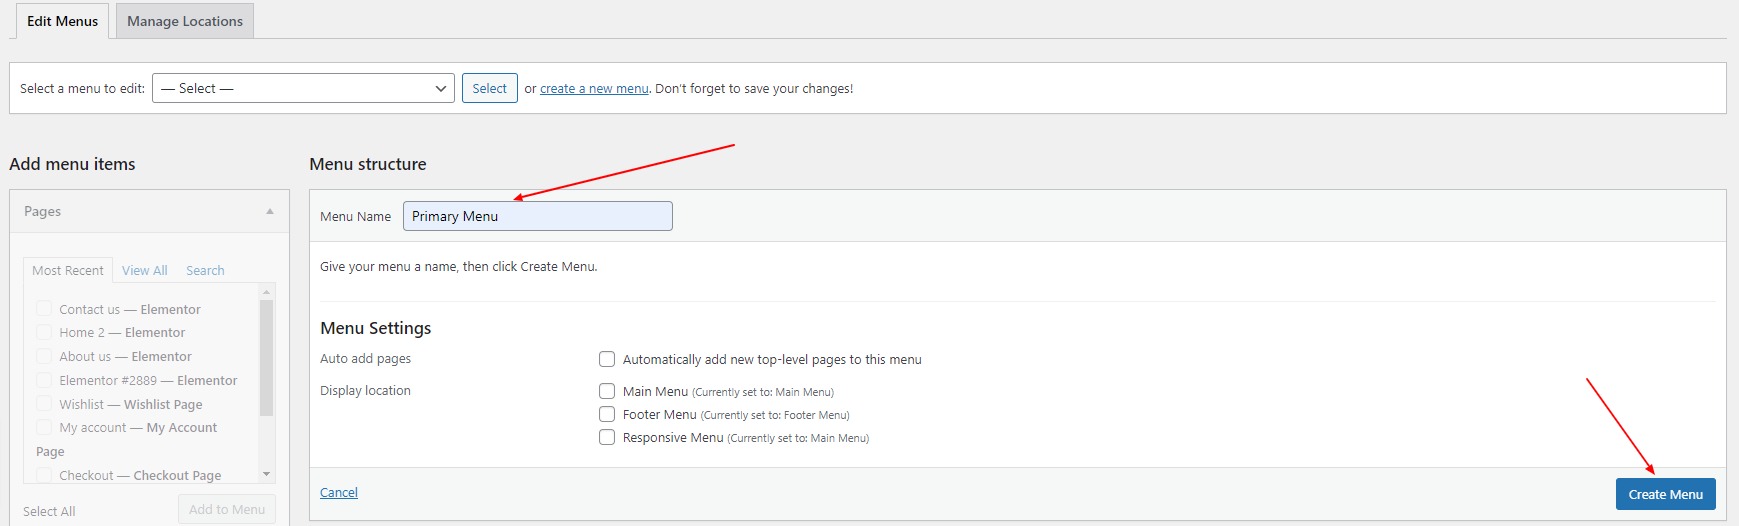 Edit Menus
Manage Locations
Select a menu to edit: — Select — Select or create a new menu. Don't forget to save your changes!
Add menu items
Pages
Most Recent View All Search
Contact us — Elementor
Home 2 — Elementor
About us — Elementor
Elementor #2889 — Elementor
Wishlist — Wishlist Page
My account — My Account
Page
Checkout — Checkout Page
Select All Add to Menu
Menu structure
Menu Name Primary Menu
Give your menu a name, then click Create Menu.
Menu Settings
Auto add pages Automatically add new top-level pages to this menu
Display location Main Menu (Currently set to: Main Menu)
Footer Menu (Currently set to: Footer Menu)
Responsive Menu (Currently set to: Main Menu)
Cancel Create Menu